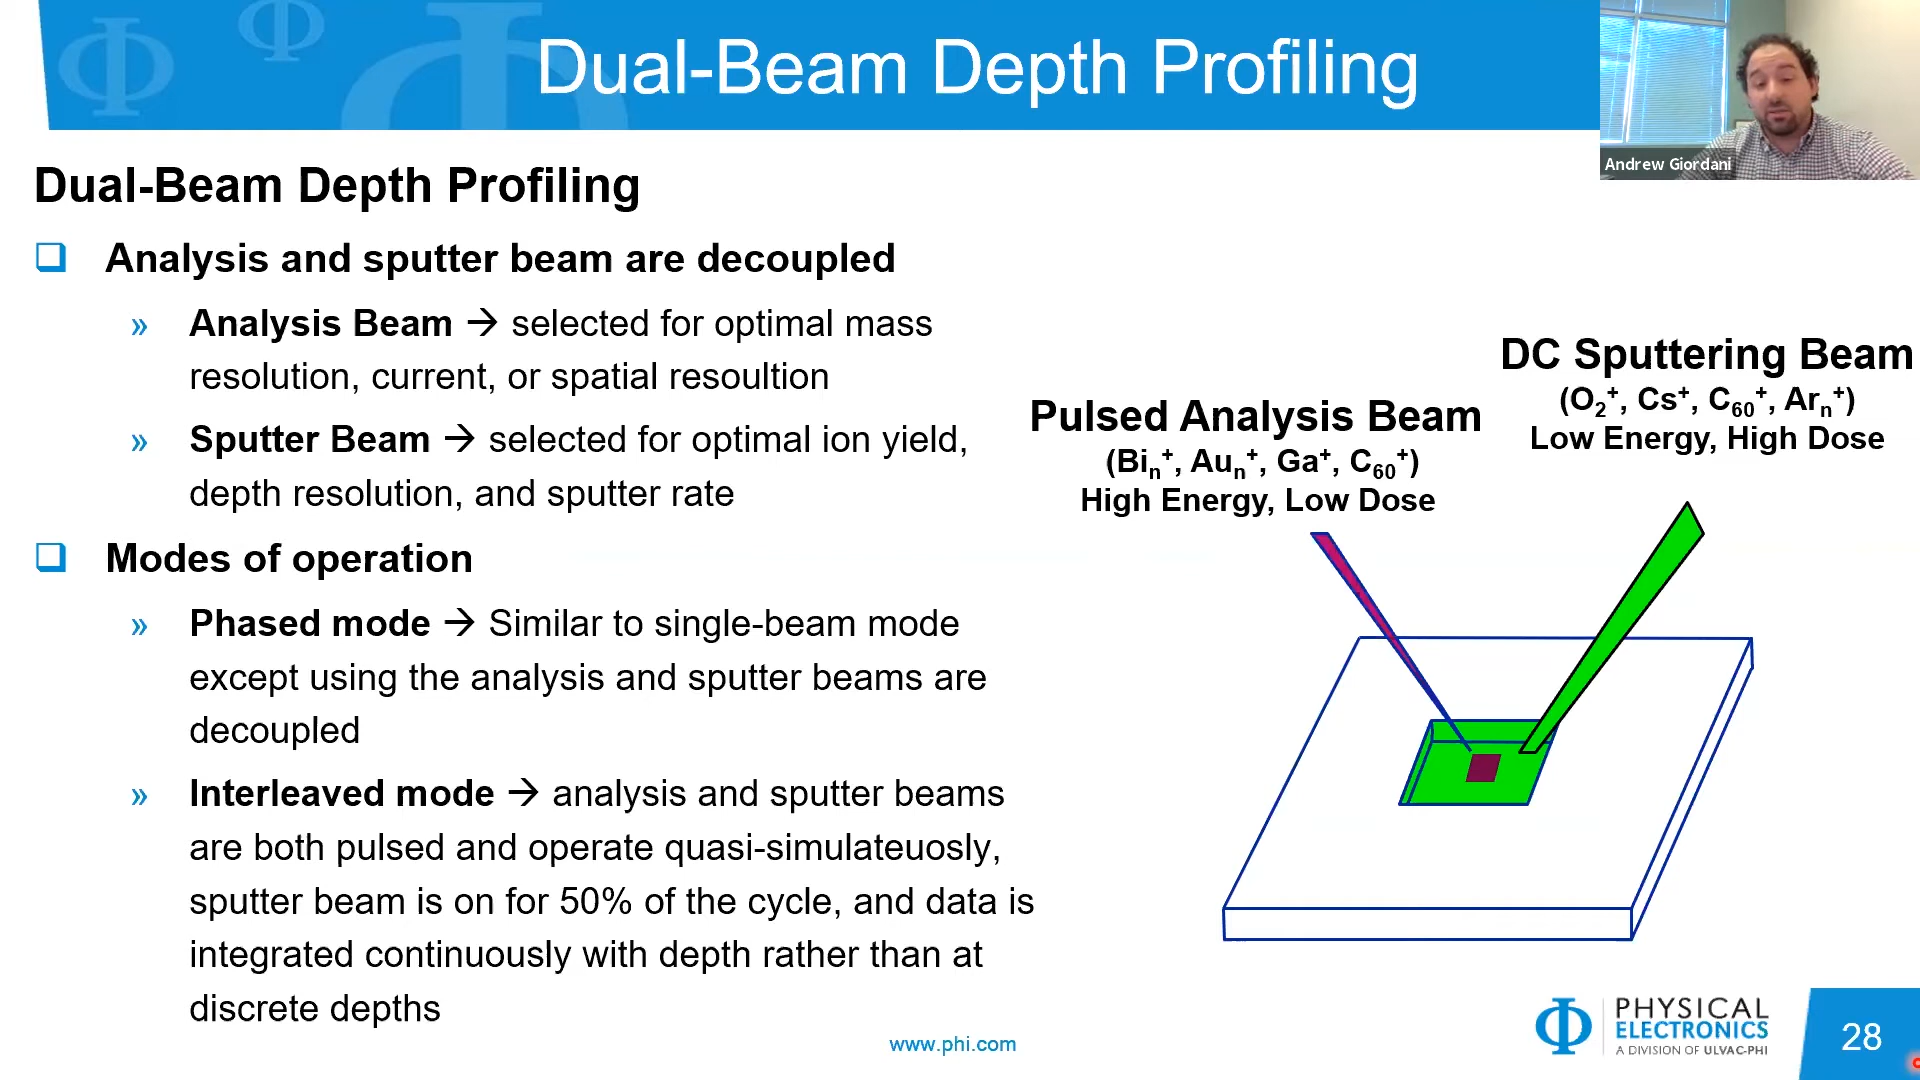 Dual-Beam Depth Profiling
Andrew Giordani
Dual-Beam Depth Profiling
❑ Analysis and sputter beam are decoupled
» Analysis Beam → selected for optimal mass
resolution, current, or spatial resoultion
» Sputter Beam → selected for optimal ion yield,
depth resolution, and sputter rate
❑ Modes of operation
» Phased mode → Similar to single-beam mode
except using the analysis and sputter beams are
decoupled
» Interleaved mode → analysis and sputter beams
are both pulsed and operate quasi-simulateuosly,
sputter beam is on for 50% of the cycle, and data is
integrated continuously with depth rather than at
discrete depths
Pulsed Analysis Beam
(Biₙ⁺, Auₙ⁺, Ga⁺, C₆₀⁺)
High Energy, Low Dose
DC Sputtering Beam
(O₂⁺, Cs⁺, C₆₀⁺, Arₙ⁺)
Low Energy, High Dose
www.phi.com
PHYSICAL
ELECTRONICS
A DIVISION OF ULVAC-PHI
28